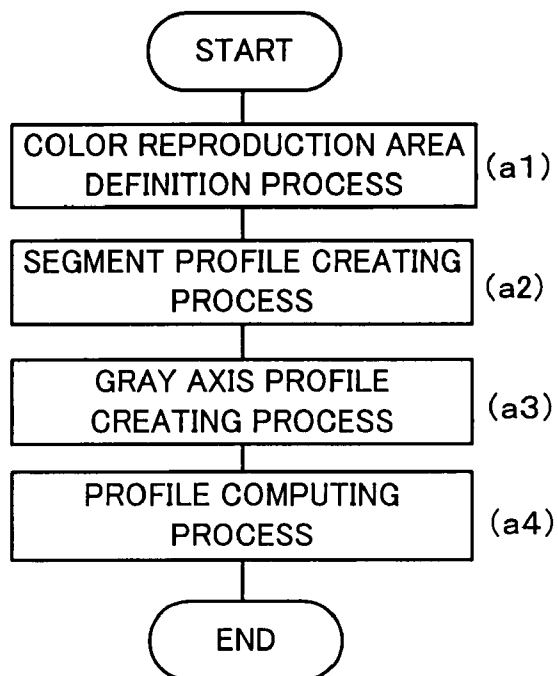 START
COLOR REPRODUCTION AREA
DEFINITION PROCESS
(a1)
SEGMENT PROFILE CREATING
PROCESS
(a2)
GRAY AXIS PROFILE
CREATING PROCESS
(a3)
PROFILE COMPUTING
PROCESS
(a4)
END